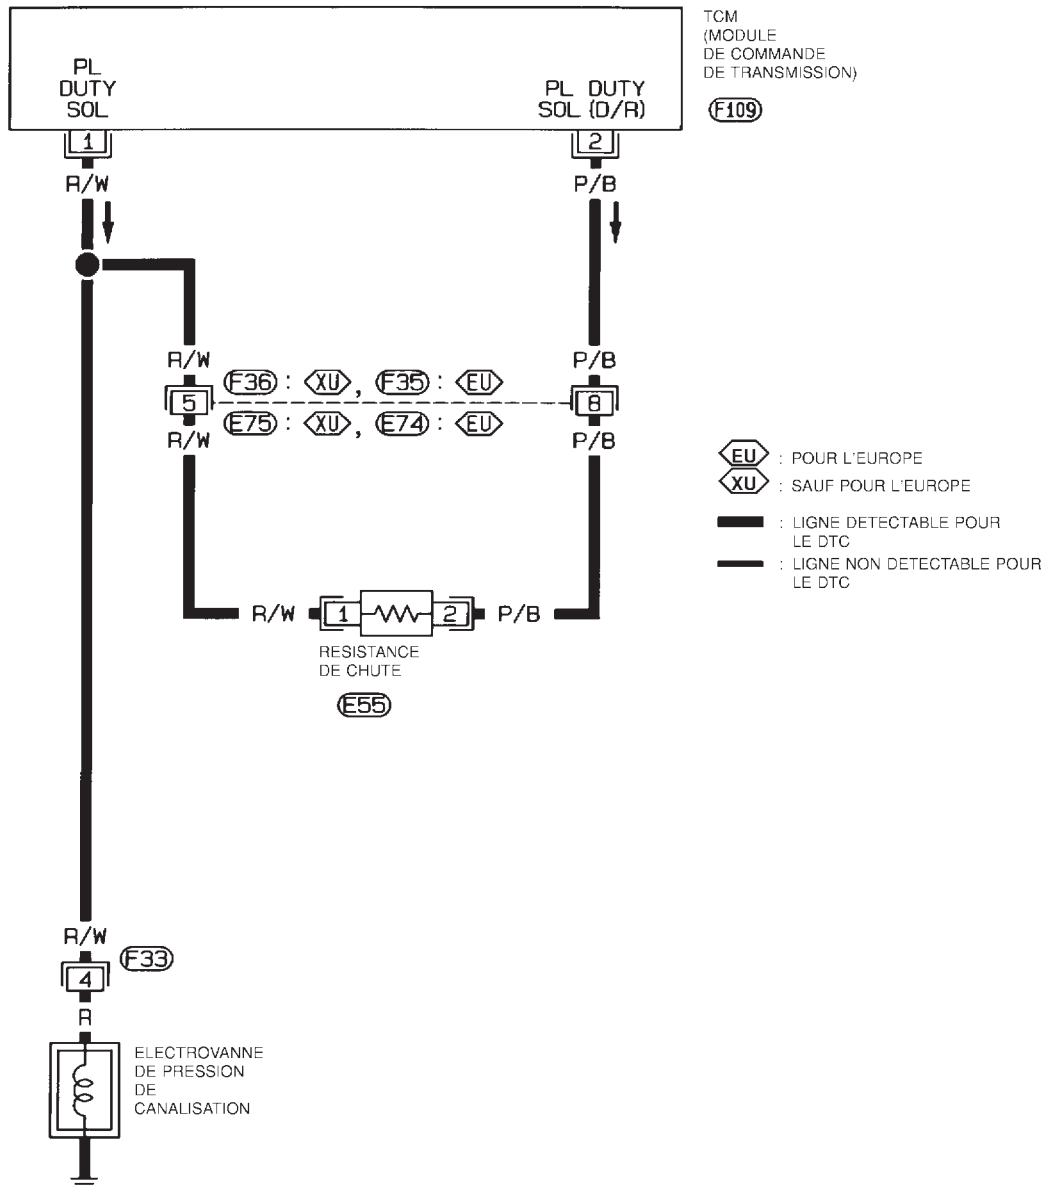 TCM
(MODULE
DE COMMANDE
DE TRANSMISSION)
F109
PL
DUTY
SOL
PL DUTY
SOL (D/R)
1
2
R/W
P/B
R/W
P/B
F36 : XU, F35 : EU
5
8
E75 : XU, E74 : EU
R/W
P/B
EU : POUR L'EUROPE
XU : SAUF POUR L'EUROPE
: LIGNE DETECTABLE POUR
LE DTC
: LIGNE NON DETECTABLE POUR
LE DTC
R/W 1 2 P/B
RESISTANCE
DE CHUTE
E55
R/W
F33
4
R
ELECTROVANNE
DE PRESSION
DE
CANALISATION